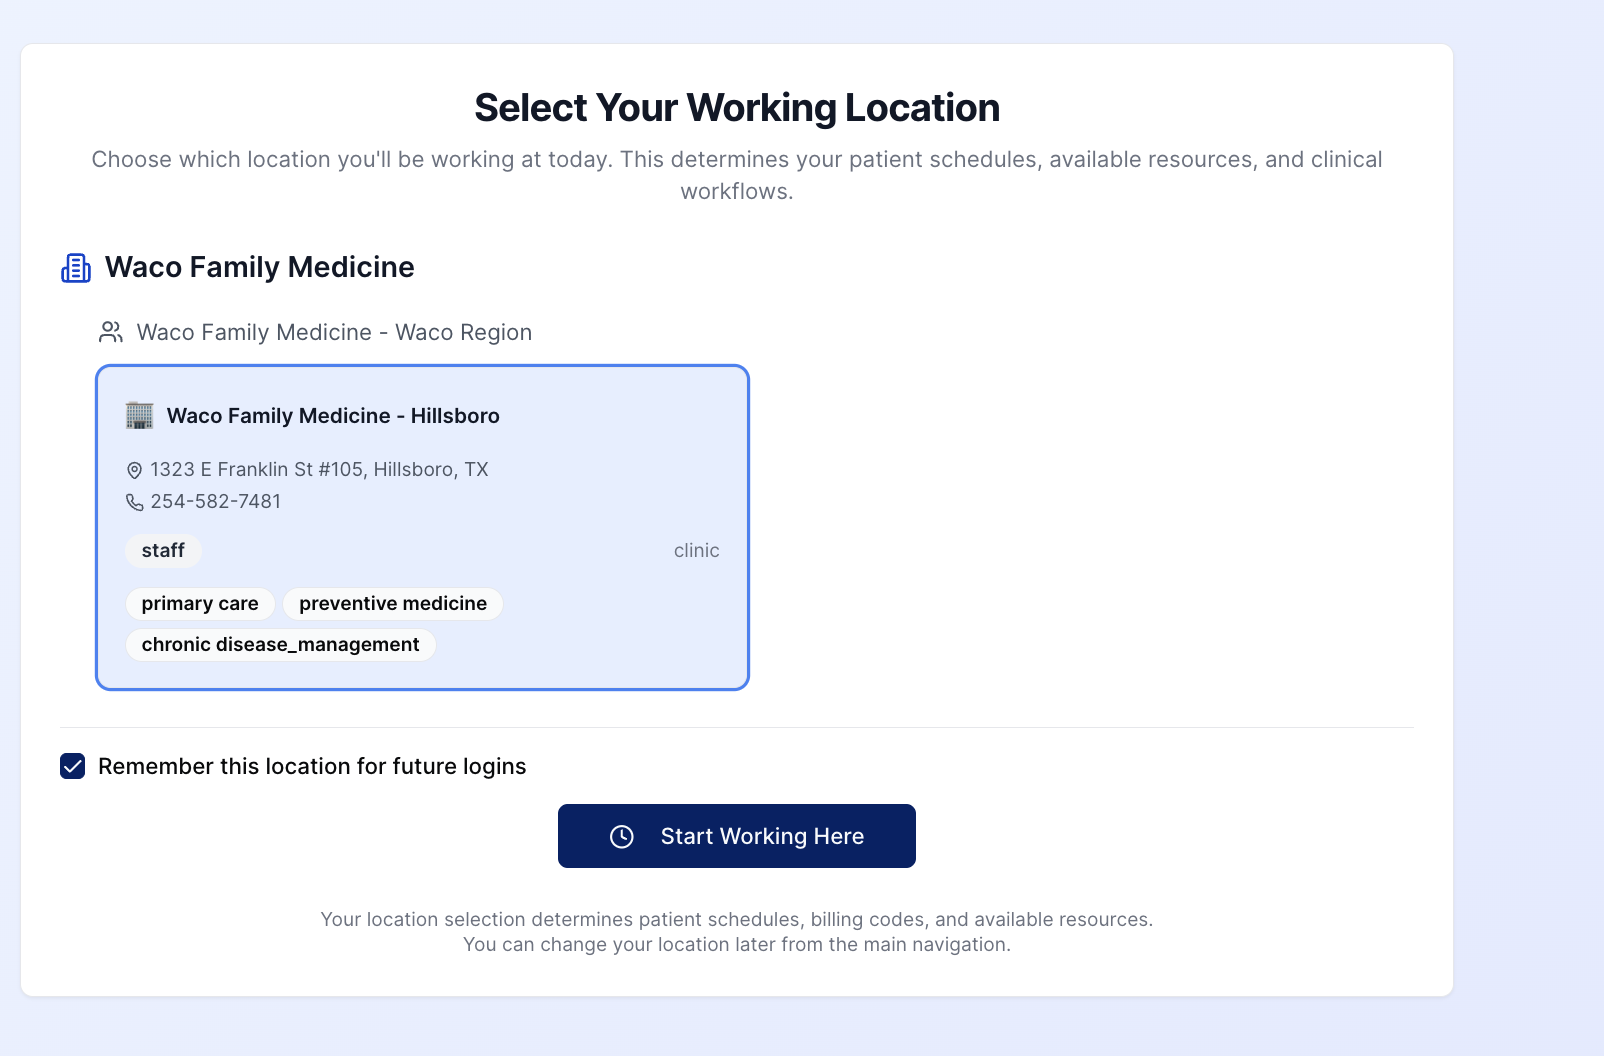 Select Your Working Location
Choose which location you'll be working at today. This determines your patient schedules, available resources, and clinical
workflows.
Waco Family Medicine
Waco Family Medicine - Waco Region
Waco Family Medicine - Hillsboro
1323 E Franklin St #105, Hillsboro, TX
254-582-7481
staff clinic
primary care preventive medicine
chronic disease_management
Remember this location for future logins
Start Working Here
Your location selection determines patient schedules, billing codes, and available resources.
You can change your location later from the main navigation.